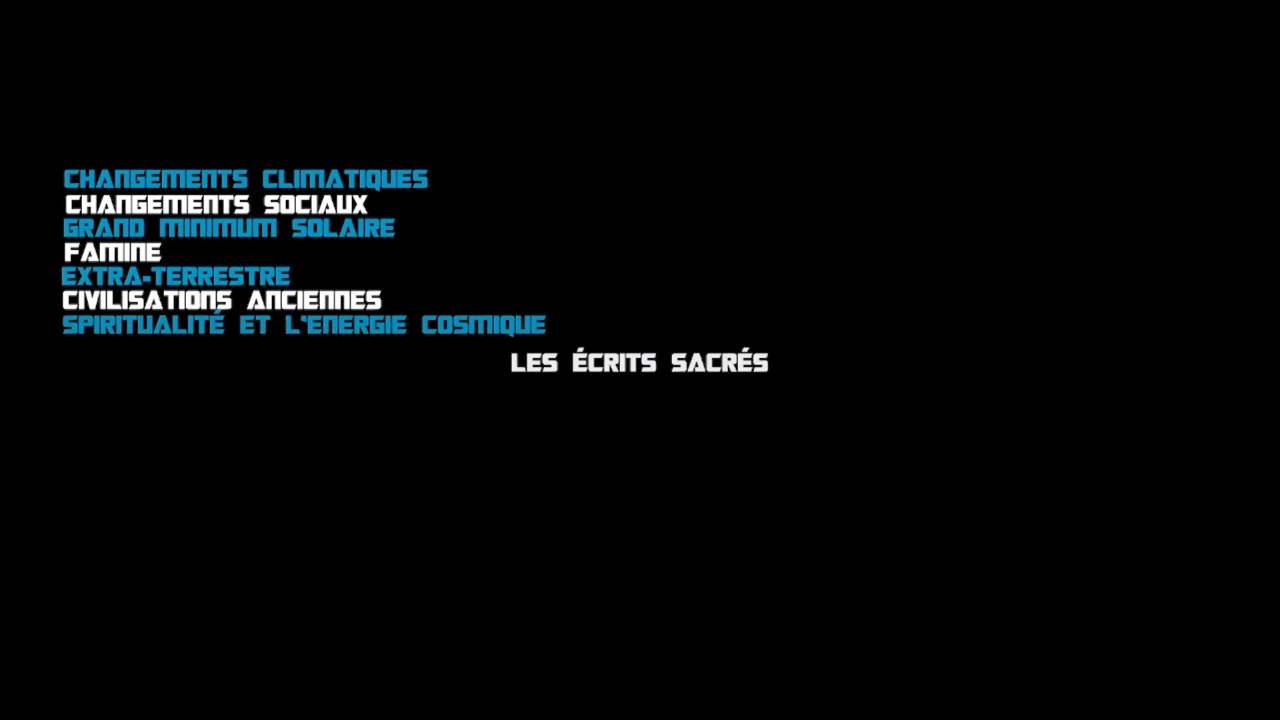 CHANGEMENTS CLIMATIQUES
CHANGEMENTS SOCIAUX
GRAND MINIMUM SOLAIRE
FAMINE
EXTRA-TERRESTRE
CIVILISATIONS ANCIENNES
SPIRITUALITÉ ET L'ENERGIE COSMIQUE
LES ÉCRITS SACRÉS